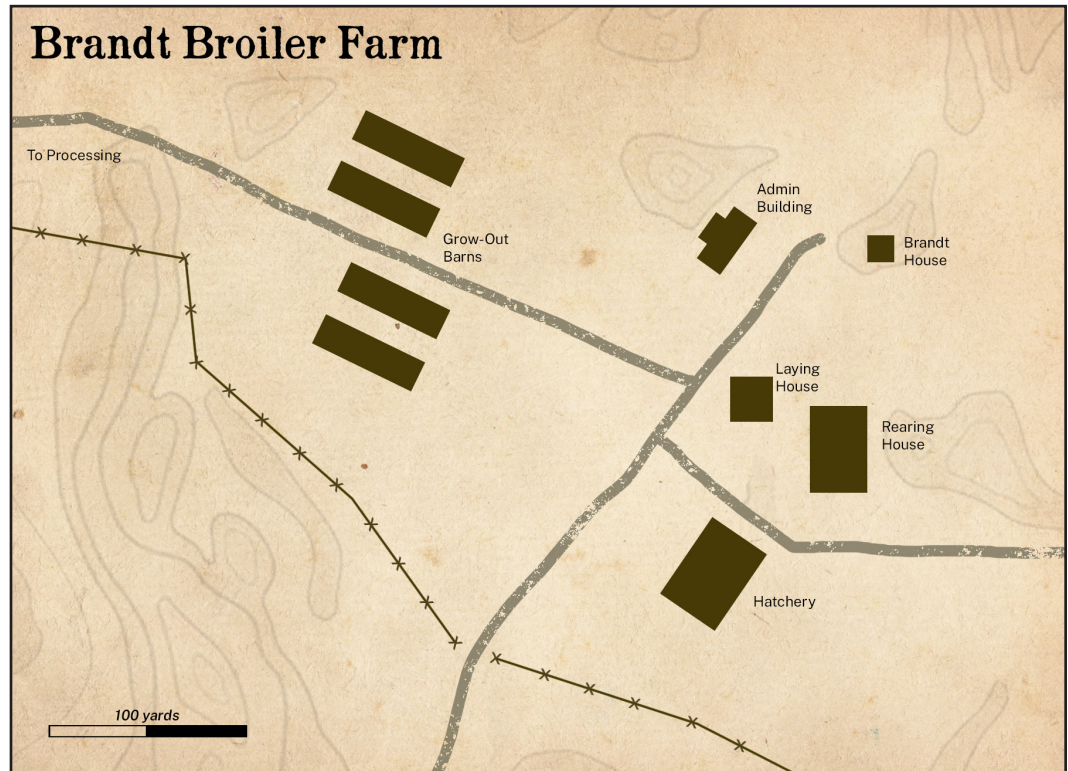 Brandt Broiler Farm
To Processing
Grow-Out
Barns
Admin
Building
Brandt
House
Laying
House
Rearing
House
Hatchery
100 yards